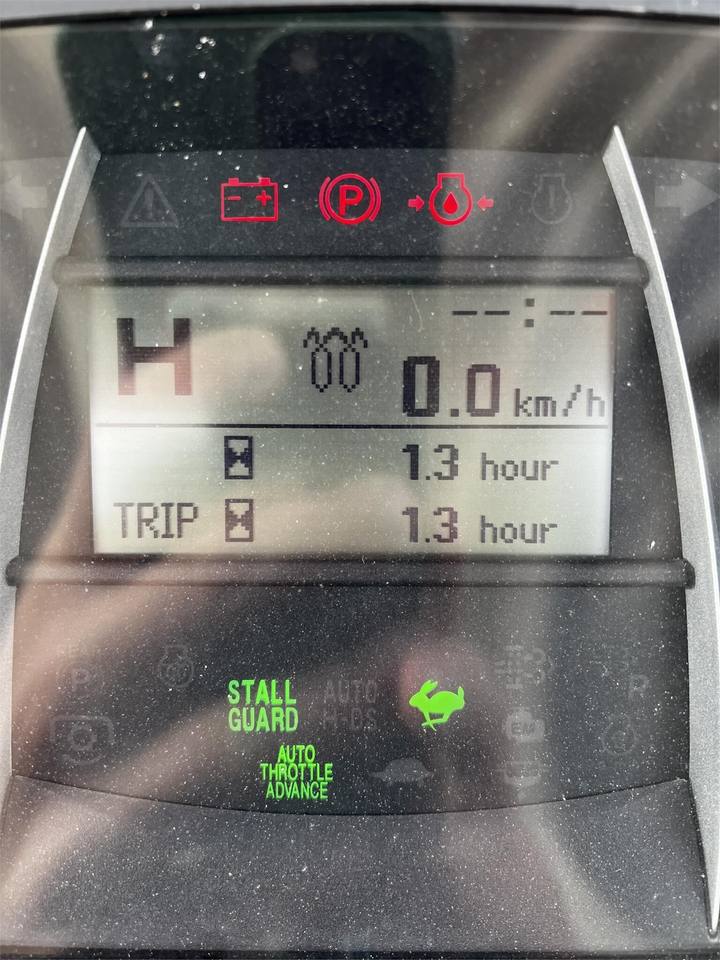 P
H
--:--
0.0 km/h
1.3 hour
TRIP 1.3 hour
P
R
STALL GUARD
AUTO H-DS
AUTO THROTTLE ADVANCE